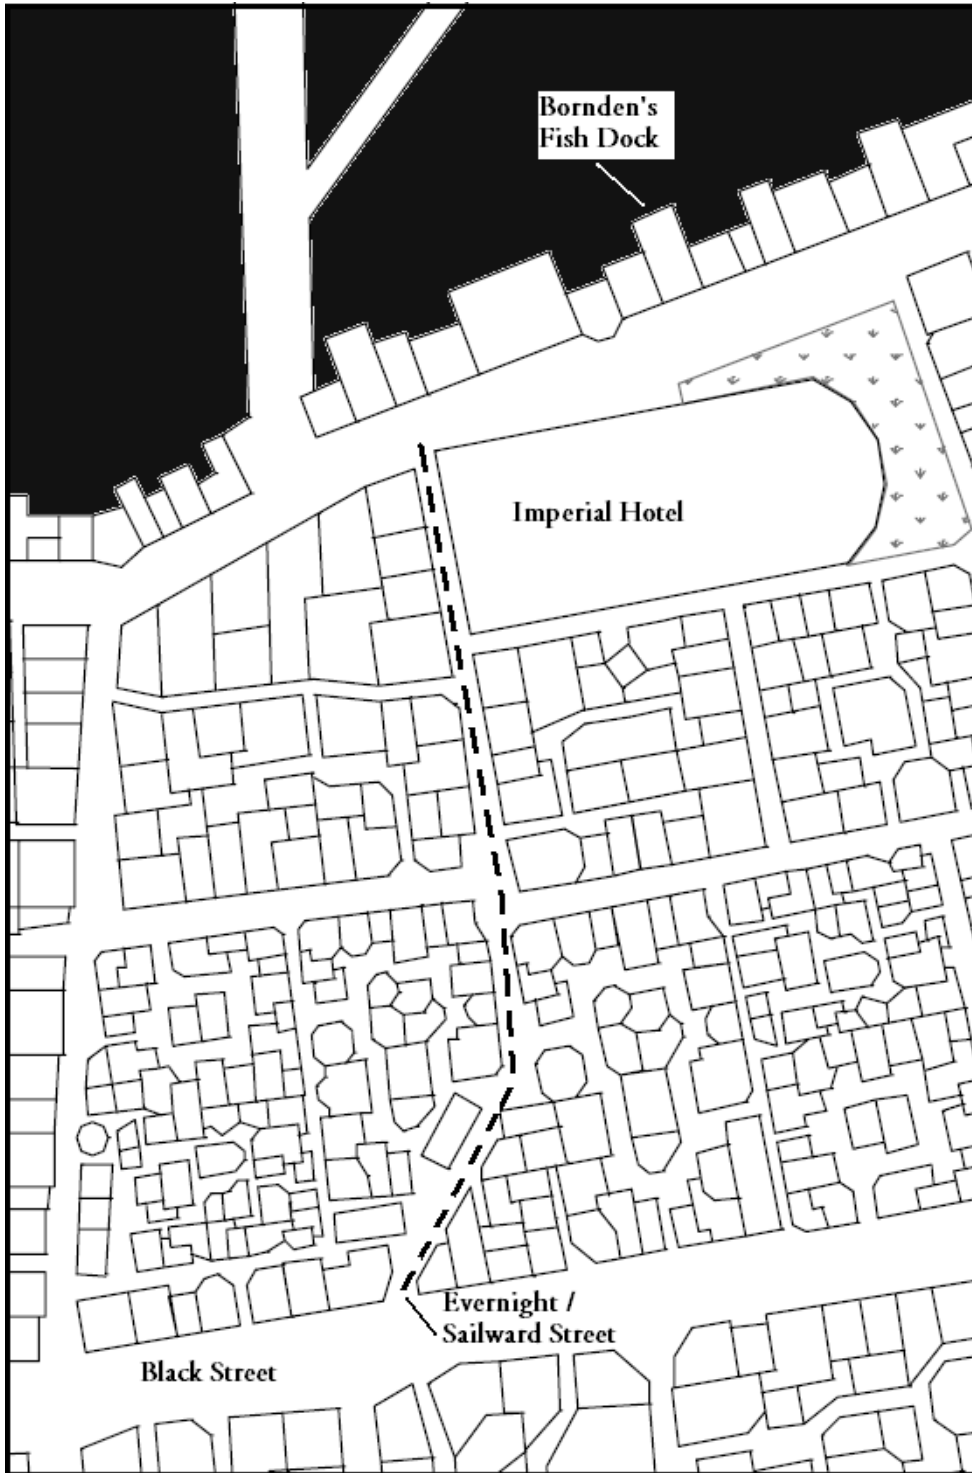 Bornden's
Fish Dock
Imperial Hotel
Evernight /
Sailward Street
Black Street